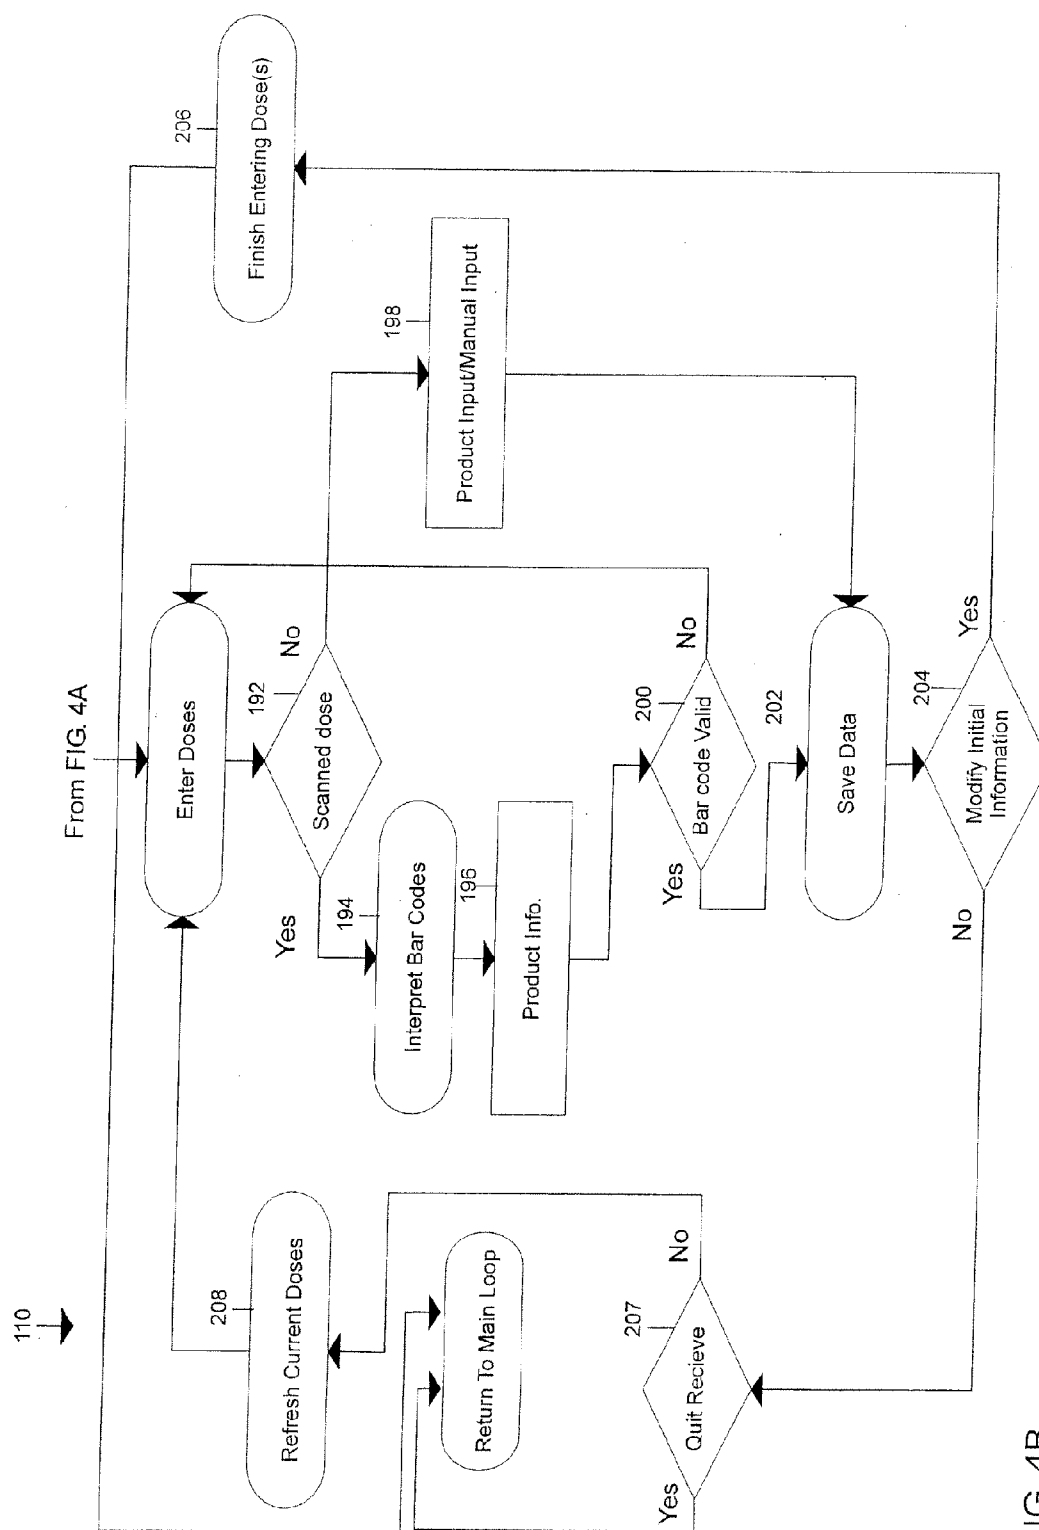 110
From FIG. 4A
206
Finish Entering Dose(s)
Enter Doses
192
Scanned dose
No
Yes
198
Product Input/Manual Input
194
Interpret Bar Codes
196
Product Info.
200
Bar code Valid
No
Yes
202
Save Data
204
Modify Initial
Information
Yes
No
208
Refresh Current Doses
Return To Main Loop
207
Quit Recieve
No
Yes
IG. 4B